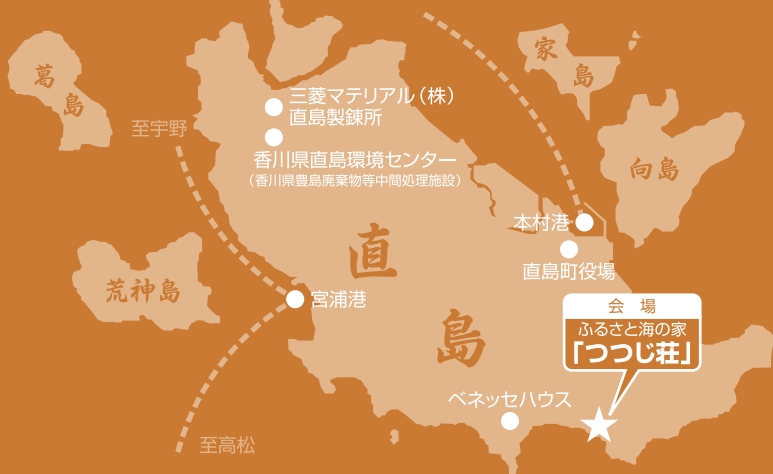 葛島
家島
三菱マテリアル（株）
直島製錬所
至宇野
香川県直島環境センター
（香川県豊島廃棄物等中間処理施設）
向島
本村港
直島町役場
直島
荒神島
宮浦港
会 場
ふるさと海の家
「つつじ荘」
ベネッセハウス
至高松